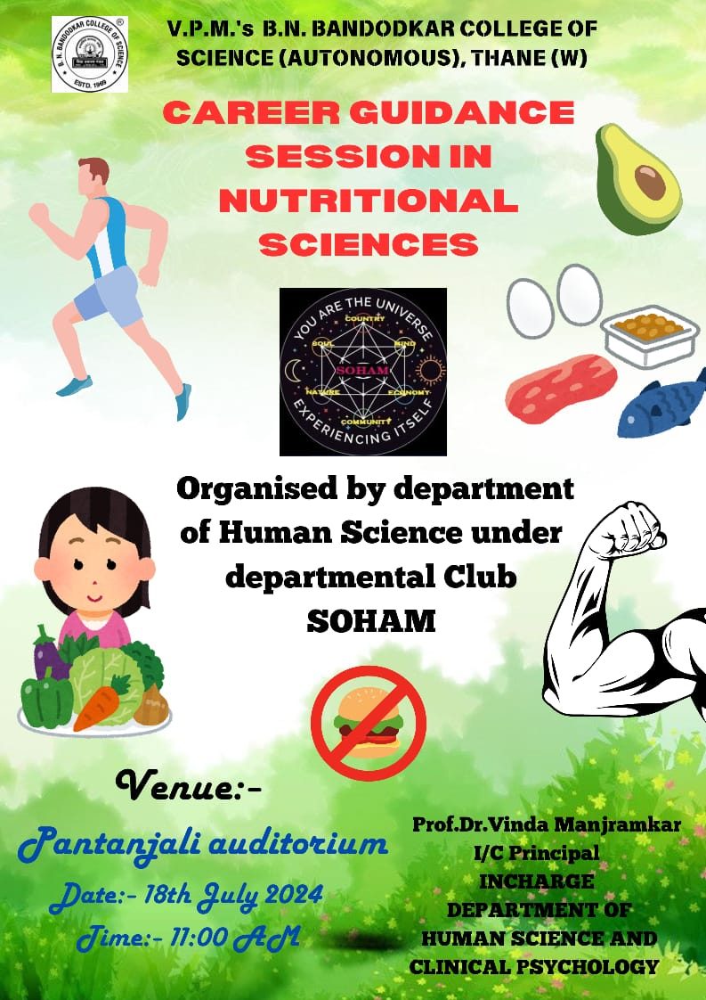 V.P.M.'s B.N. BANDODKAR COLLEGE OF
SCIENCE (AUTONOMOUS), THANE (W)
B. N. BANDODKAR COLLEGE OF SCIENCE
®
ESTD. 1969
CAREER GUIDANCE
SESSION IN
NUTRITIONAL
SCIENCES
YOU ARE THE UNIVERSE
COUNTRY
SOUL MIND
SOHAM
NATURE ECONOMY
COMMUNITY
EXPERIENCING ITSELF
Organised by department
of Human Science under
departmental Club
SOHAM
Venue:-
Pantanjali auditorium
Date:- 18th July 2024
Time:- 11:00 AM
Prof.Dr.Vinda Manjramkar
I/C Principal
INCHARGE
DEPARTMENT OF
HUMAN SCIENCE AND
CLINICAL PSYCHOLOGY